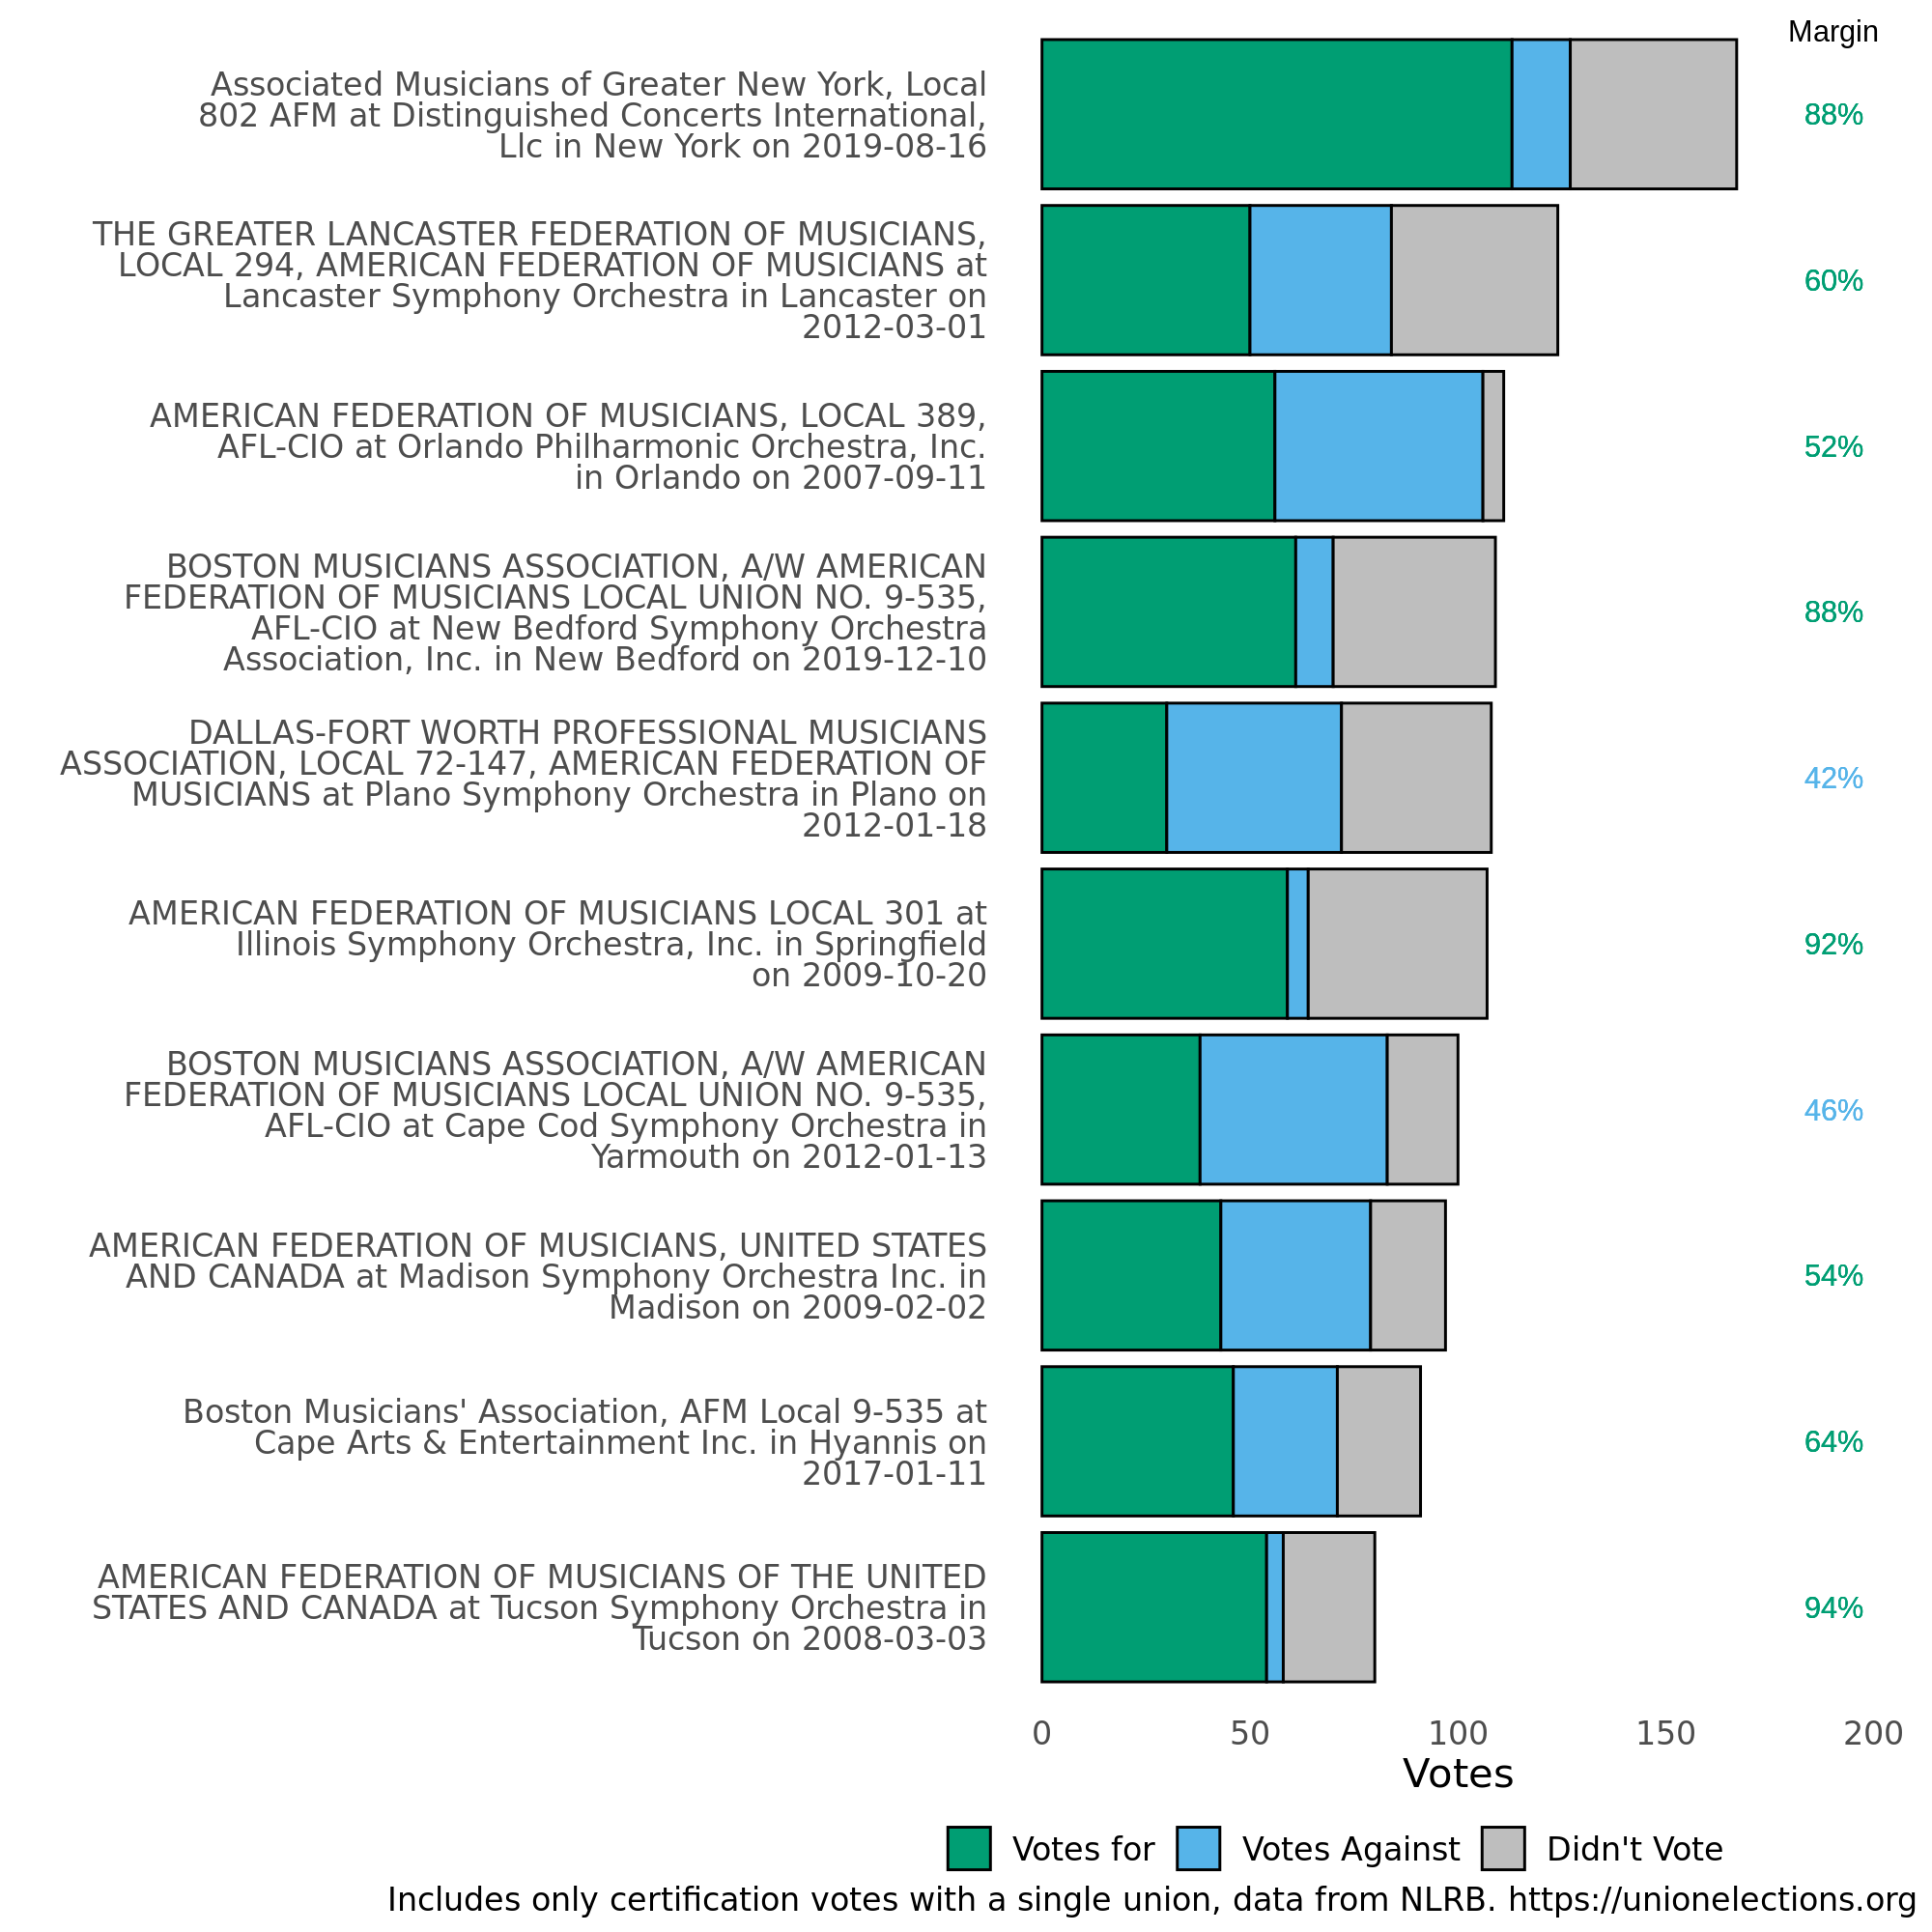 Margin
Associated Musicians of Greater New York, Local
802 AFM at Distinguished Concerts International,
Llc in New York on 2019-08-16
88%
THE GREATER LANCASTER FEDERATION OF MUSICIANS,
LOCAL 294, AMERICAN FEDERATION OF MUSICIANS at
Lancaster Symphony Orchestra in Lancaster on
2012-03-01
60%
AMERICAN FEDERATION OF MUSICIANS, LOCAL 389,
AFL-CIO at Orlando Philharmonic Orchestra, Inc.
in Orlando on 2007-09-11
52%
BOSTON MUSICIANS ASSOCIATION, A/W AMERICAN
FEDERATION OF MUSICIANS LOCAL UNION NO. 9-535,
AFL-CIO at New Bedford Symphony Orchestra
Association, Inc. in New Bedford on 2019-12-10
88%
DALLAS-FORT WORTH PROFESSIONAL MUSICIANS
ASSOCIATION, LOCAL 72-147, AMERICAN FEDERATION OF
MUSICIANS at Plano Symphony Orchestra in Plano on
2012-01-18
42%
AMERICAN FEDERATION OF MUSICIANS LOCAL 301 at
Illinois Symphony Orchestra, Inc. in Springfield
on 2009-10-20
92%
BOSTON MUSICIANS ASSOCIATION, A/W AMERICAN
FEDERATION OF MUSICIANS LOCAL UNION NO. 9-535,
AFL-CIO at Cape Cod Symphony Orchestra in
Yarmouth on 2012-01-13
46%
AMERICAN FEDERATION OF MUSICIANS, UNITED STATES
AND CANADA at Madison Symphony Orchestra Inc. in
Madison on 2009-02-02
54%
Boston Musicians' Association, AFM Local 9-535 at
Cape Arts & Entertainment Inc. in Hyannis on
2017-01-11
64%
AMERICAN FEDERATION OF MUSICIANS OF THE UNITED
STATES AND CANADA at Tucson Symphony Orchestra in
Tucson on 2008-03-03
94%
0 50 100 150 200
Votes
Votes for Votes Against Didn't Vote
Includes only certification votes with a single union, data from NLRB. https://unionelections.org